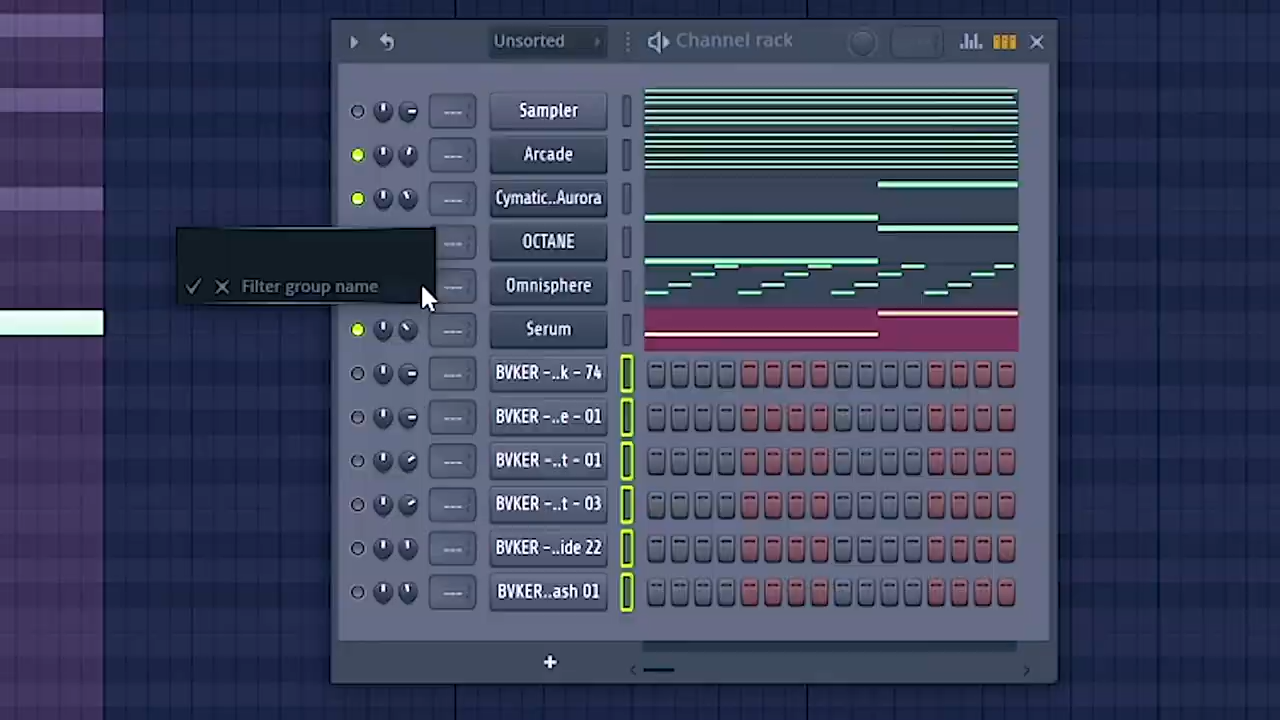 Unsorted
Channel rack
Sampler
Arcade
Cymatic..Aurora
OCTANE
Filter group name
Omnisphere
Serum
BVKER -..k - 74
BVKER -..e - 01
BVKER -..t - 01
BVKER -..t - 03
BVKER -..ide 22
BVKER..ash 01